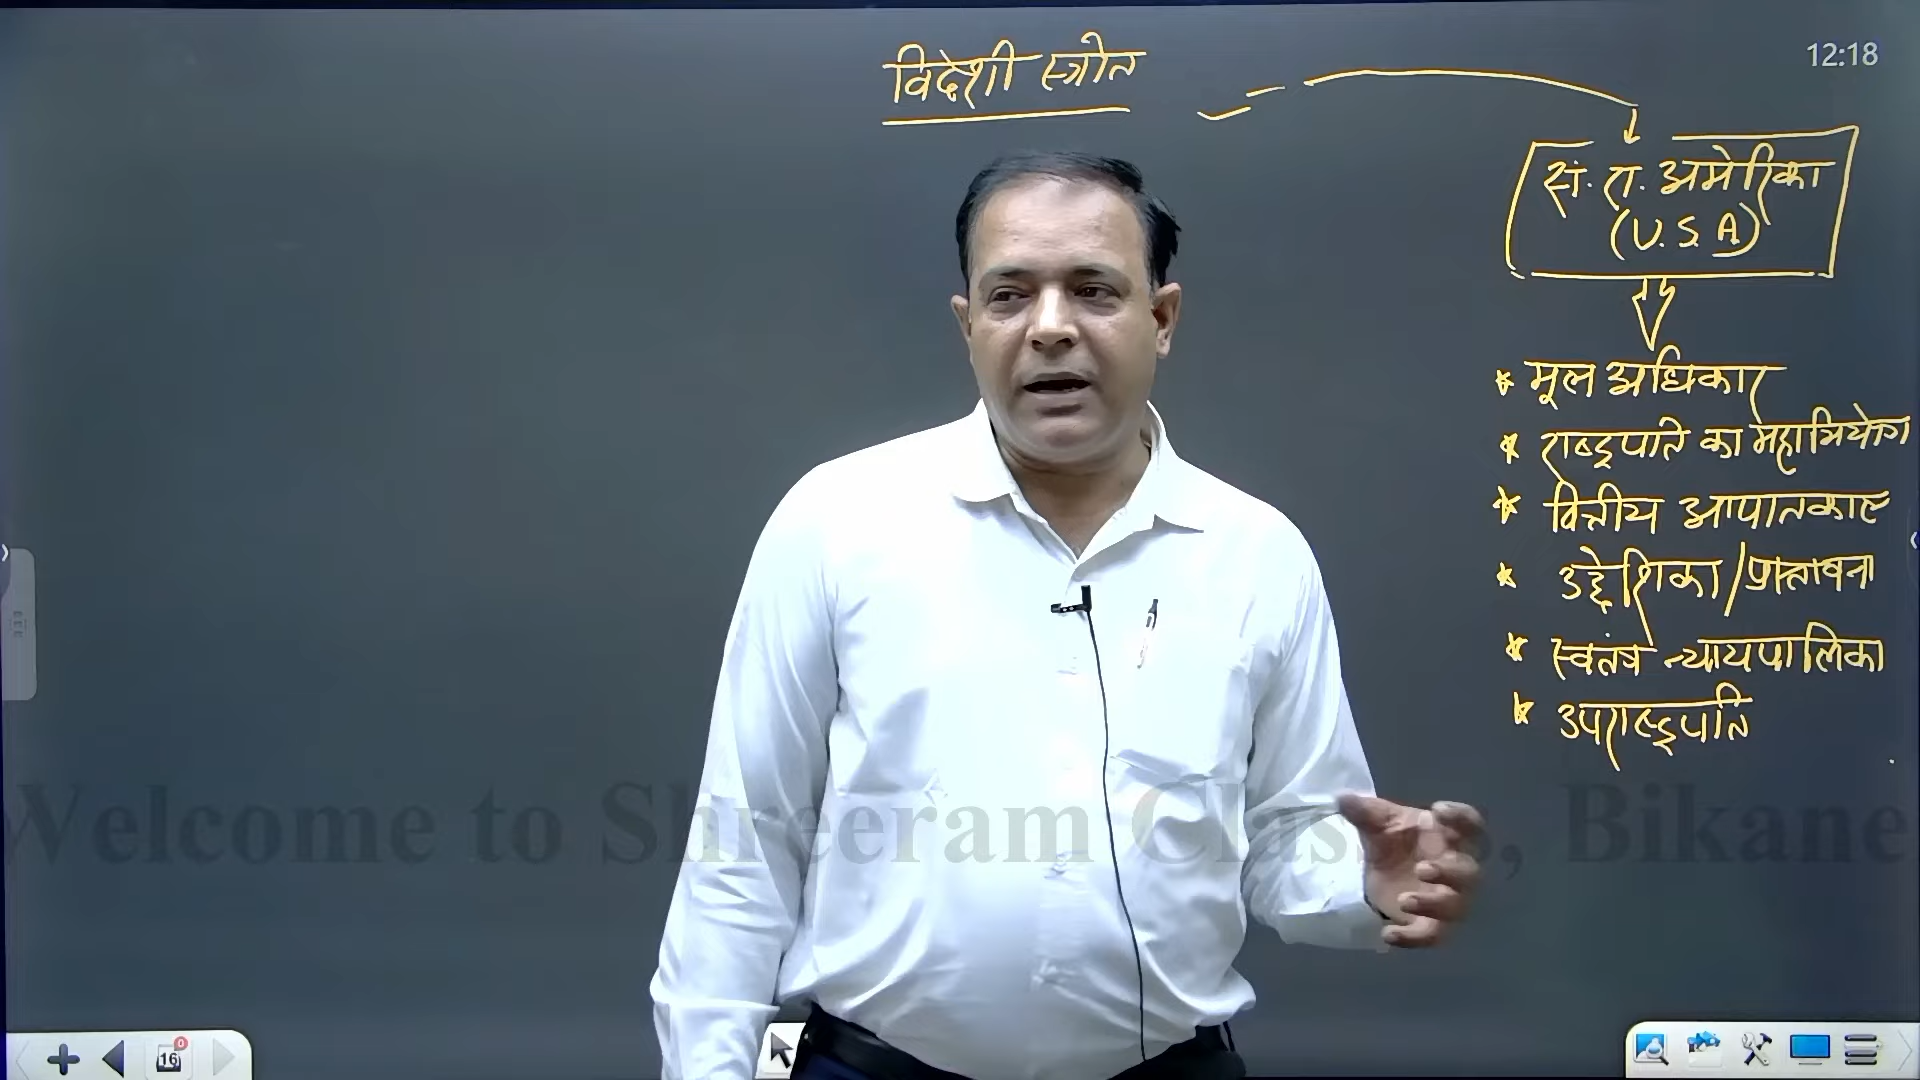 विदेशी स्त्रोत
12:18
सं. रा. अमेरिका
(U.S.A)
* मूल अधिकार
* राष्ट्रपति का महाभियोग
* वित्तीय आपातकाल
* उद्देशिका/प्रस्तावना
* स्वतंत्र न्यायपालिका
* उपराष्ट्रपति
Welcome to Shreeram Classes, Bikane
16
0